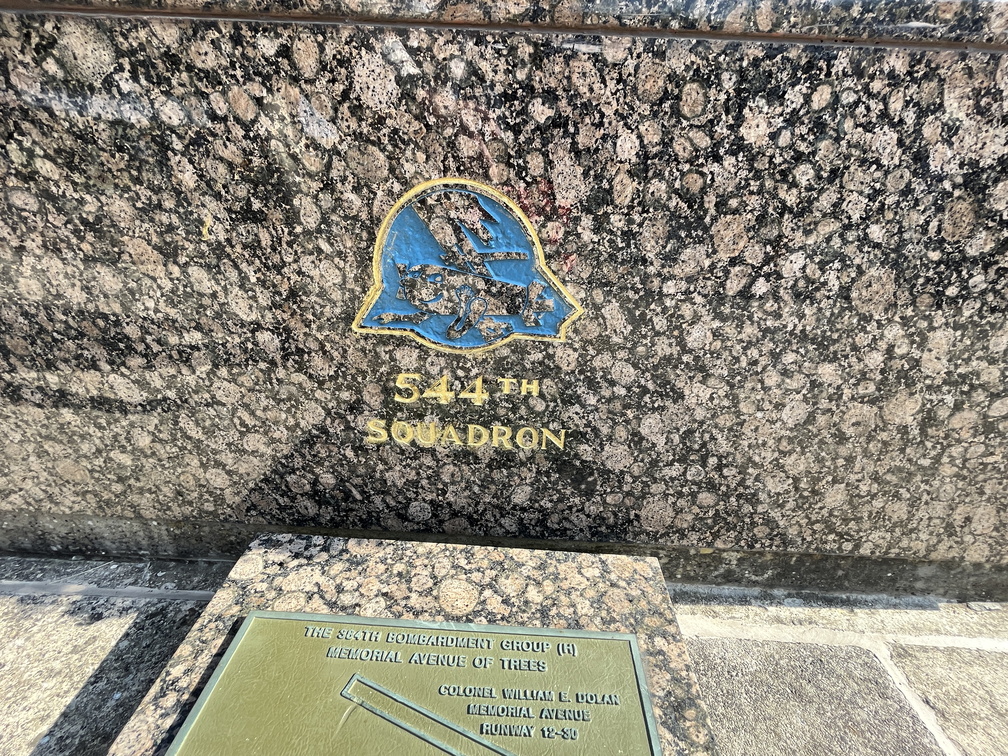 544TH
SQUADRON
THE 384TH BOMBARDMENT GROUP (H)
MEMORIAL AVENUE OF TREES
COLONEL WILLIAM E. DOLAN
MEMORIAL AVENUE
RUNWAY 12-30